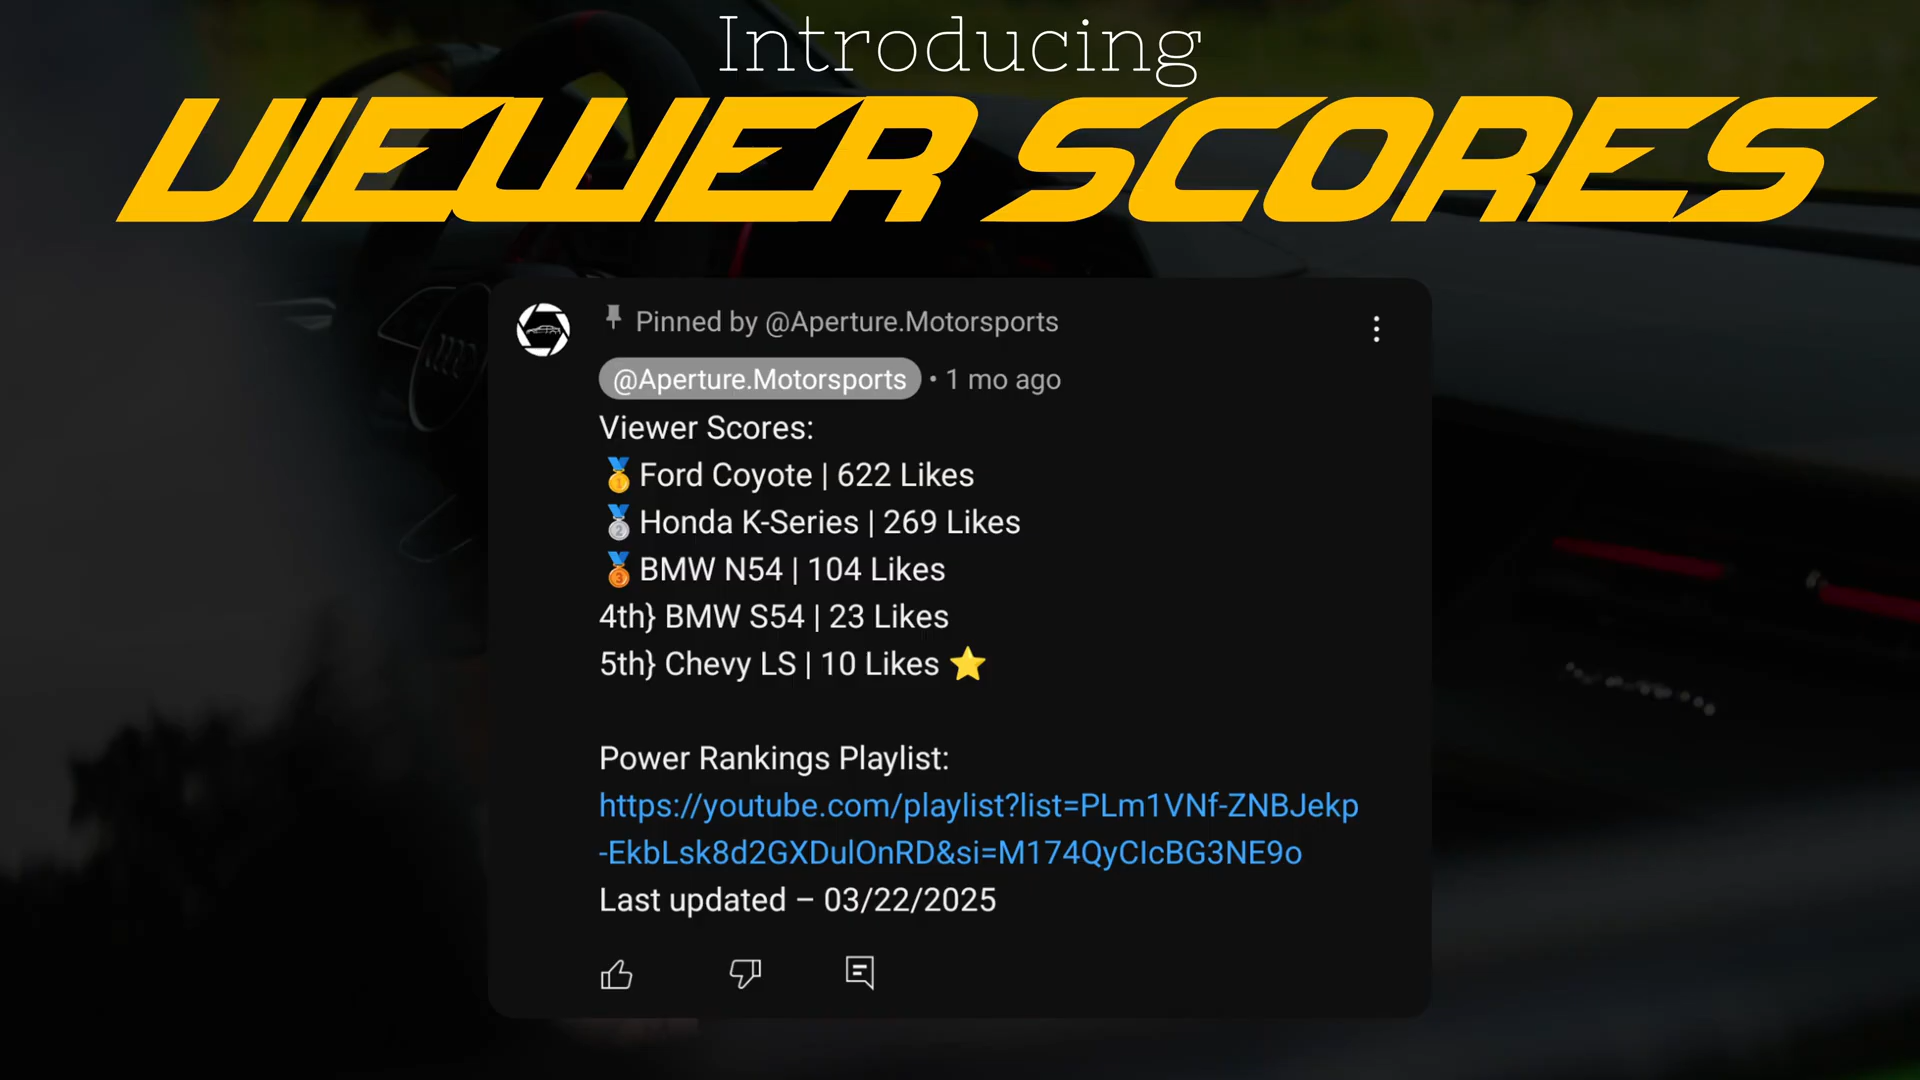 Introducing
VIEWER SCORES
Pinned by @Aperture.Motorsports
@Aperture.Motorsports • 1 mo ago
Viewer Scores:
🥇Ford Coyote | 622 Likes
🥈Honda K-Series | 269 Likes
🥉BMW N54 | 104 Likes
4th} BMW S54 | 23 Likes
5th} Chevy LS | 10 Likes ⭐
Power Rankings Playlist:
https://youtube.com/playlist?list=PLm1VNf-ZNBJekp
-EkbLsk8d2GXDulOnRD&si=M174QyCIcBG3NE9o
Last updated – 03/22/2025